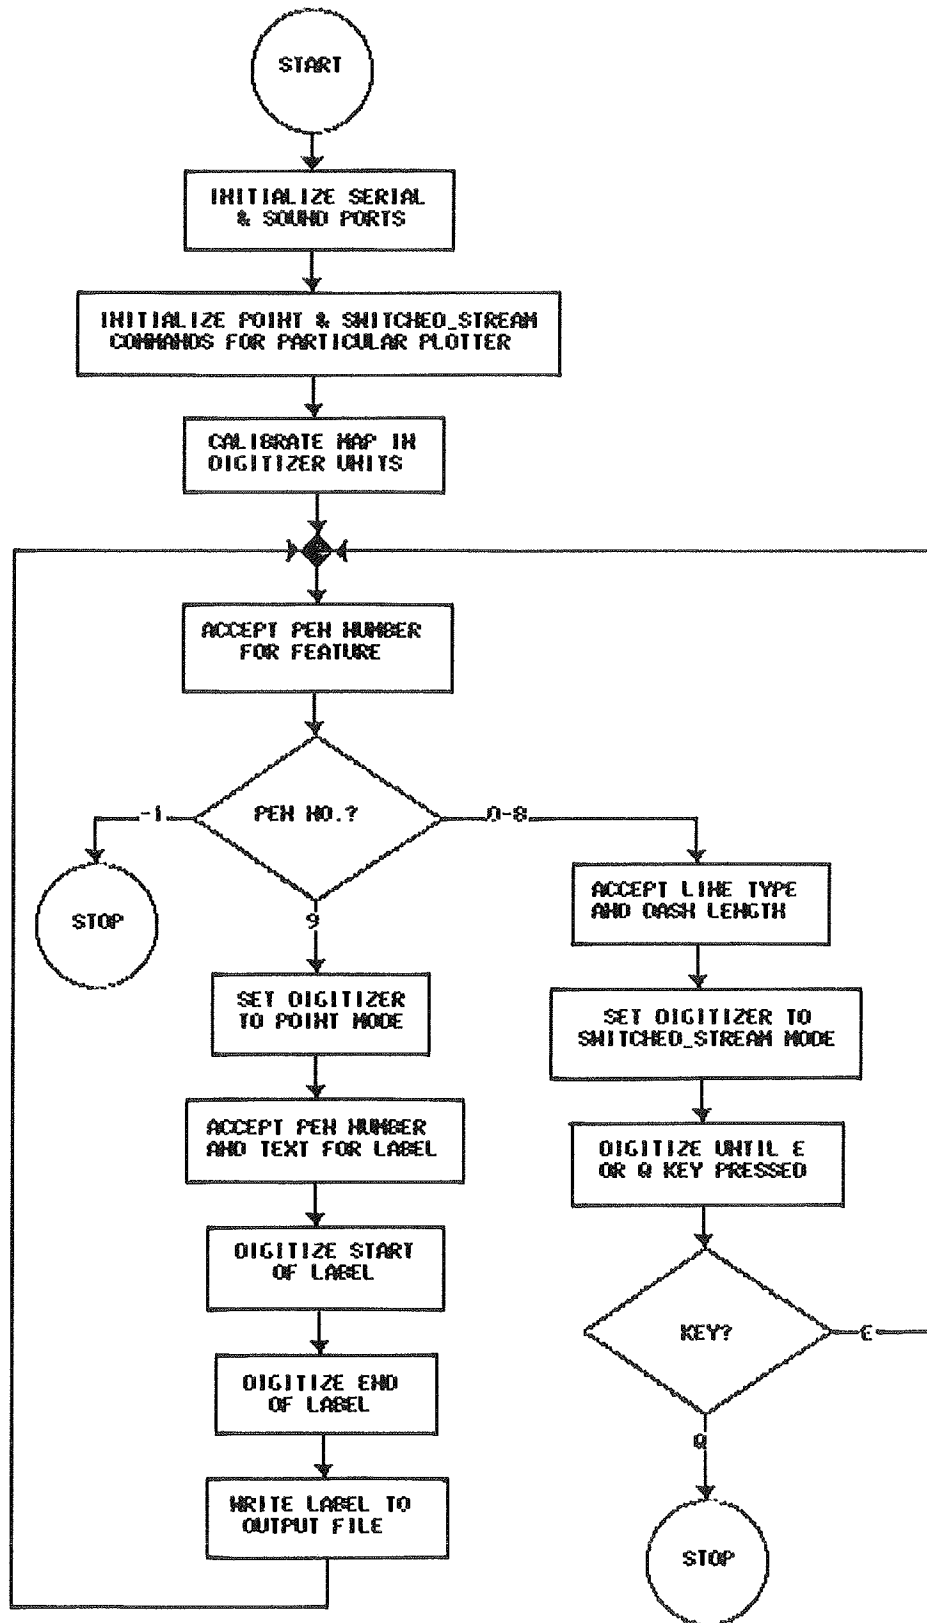 START
INITIALIZE SERIAL
& SOUND PORTS
INITIALIZE POINT & SWITCHED_STREAM
COMMANDS FOR PARTICULAR PLOTTER
CALIBRATE MAP IN
DIGITIZER UNITS
ACCEPT PEN NUMBER
FOR FEATURE
PEN NO.?
-1
0-8
9
STOP
SET DIGITIZER
TO POINT MODE
ACCEPT PEN NUMBER
AND TEXT FOR LABEL
DIGITIZE START
OF LABEL
DIGITIZE END
OF LABEL
WRITE LABEL TO
OUTPUT FILE
ACCEPT LINE TYPE
AND DASH LENGTH
SET DIGITIZER TO
SWITCHED_STREAM MODE
DIGITIZE UNTIL E
OR Q KEY PRESSED
KEY?
E
Q
STOP